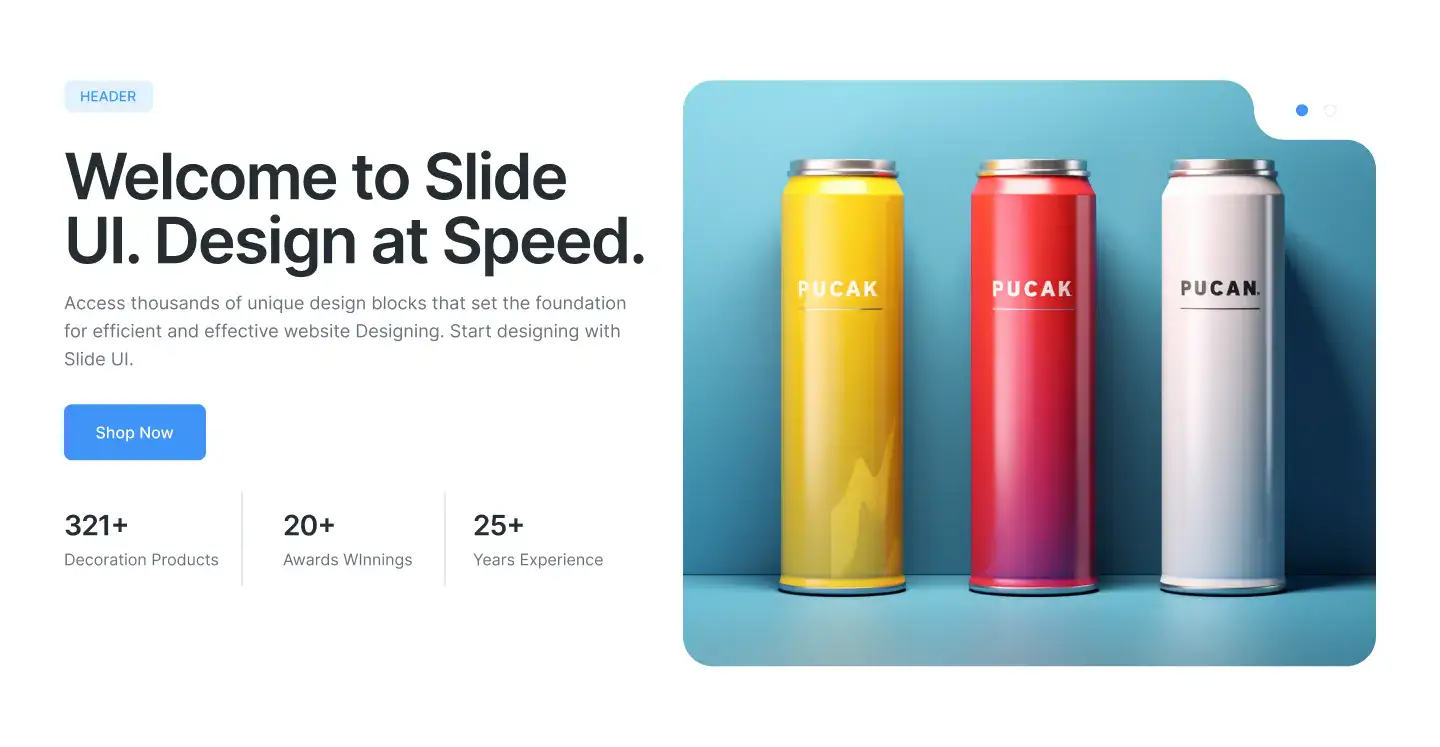 HEADER
Welcome to Slide
UI. Design at Speed.
Access thousands of unique design blocks that set the foundation
for efficient and effective website Designing. Start designing with
Slide UI.
Shop Now
321+
Decoration Products
20+
Awards WInnings
25+
Years Experience
PUCAK
PUCAK
PUCAN.